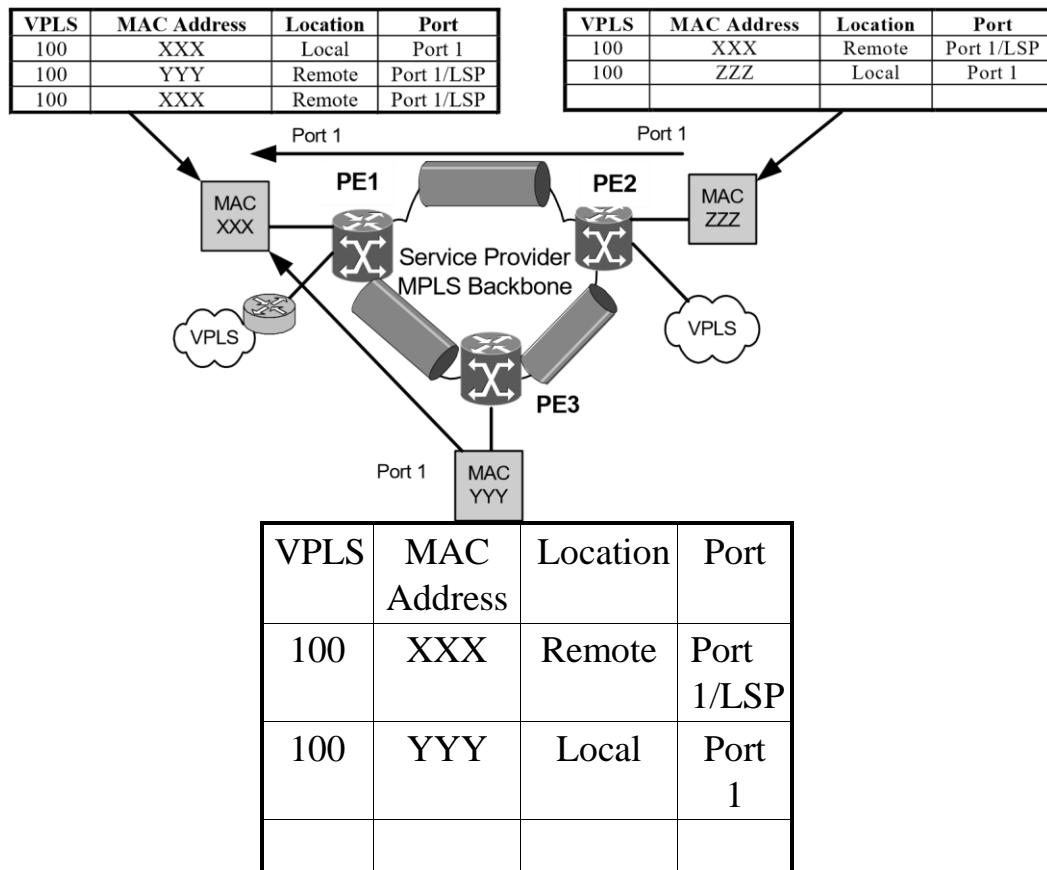 VPLS MAC Address Location Port
100 XXX Local Port 1
100 YYY Remote Port 1/LSP
100 XXX Remote Port 1/LSP
VPLS MAC Address Location Port
100 XXX Remote Port 1/LSP
100 ZZZ Local Port 1
Port 1
Port 1
PE1
PE2
MAC
XXX
MAC
ZZZ
Service Provider
MPLS Backbone
VPLS
VPLS
PE3
Port 1
MAC
YYY
VPLS MAC Location Port
Address
100 XXX Remote Port
1/LSP
100 YYY Local Port
1